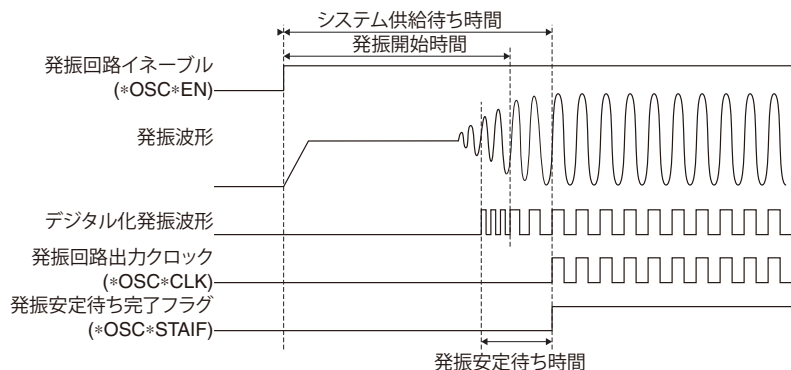 システム供給待ち時間
発振開始時間
発振回路イネーブル
(*OSC*EN)
発振波形
デジタル化発振波形
発振回路出力クロック
(*OSC*CLK)
発振安定待ち完了フラグ
(*OSC*STAIF)
発振安定待ち時間